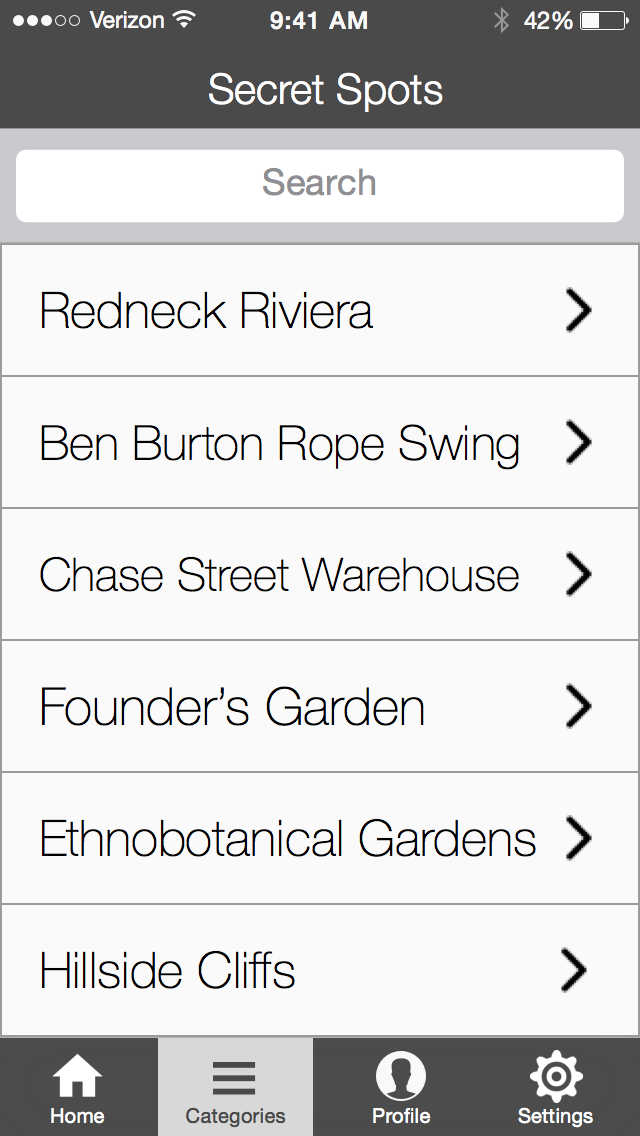 Verizon 9:41 AM 42%
Secret Spots
Search
Redneck Riviera
Ben Burton Rope Swing
Chase Street Warehouse
Founder’s Garden
Ethnobotanical Gardens
Hillside Cliffs
Home Categories Profile Settings